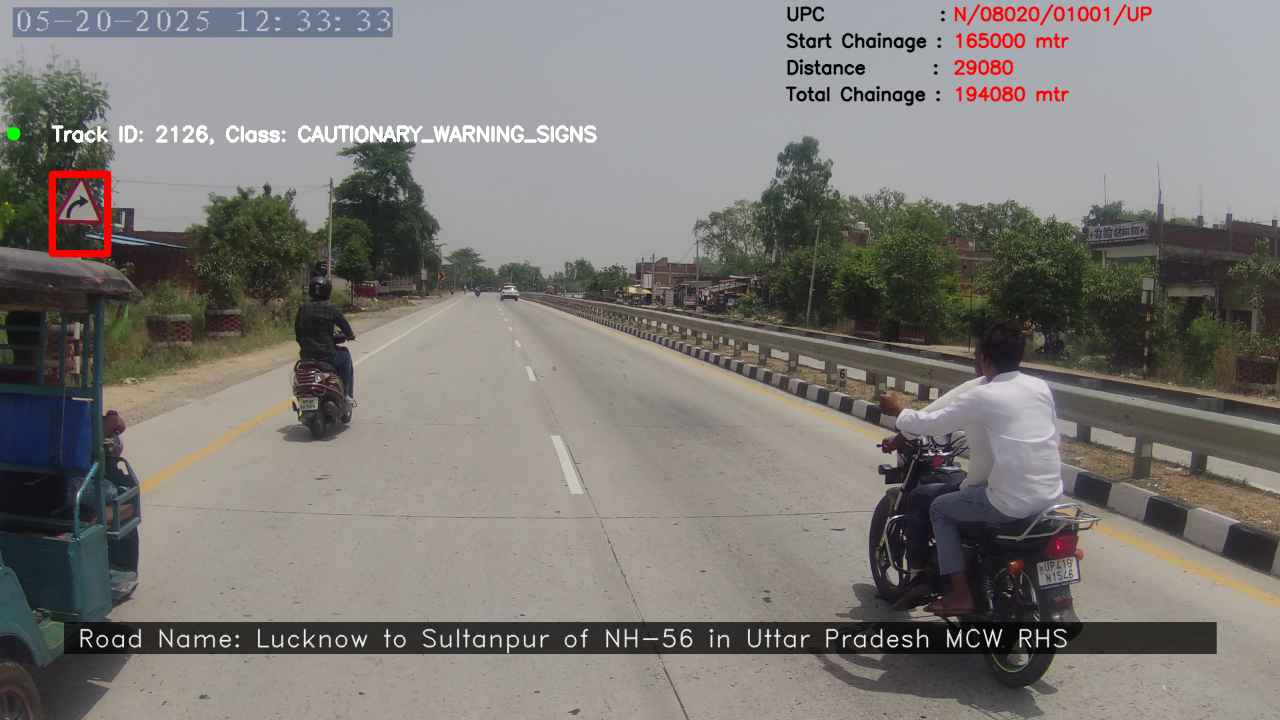 05-20-2025 12:33:33
UPC : N/08020/01001/UP
Start Chainage : 165000 mtr
Distance : 29080
Total Chainage : 194080 mtr
Track ID: 2126, Class: CAUTIONARY_WARNING_SIGNS
UP41B
N1546
Road Name: Lucknow to Sultanpur of NH-56 in Uttar Pradesh MCW RHS